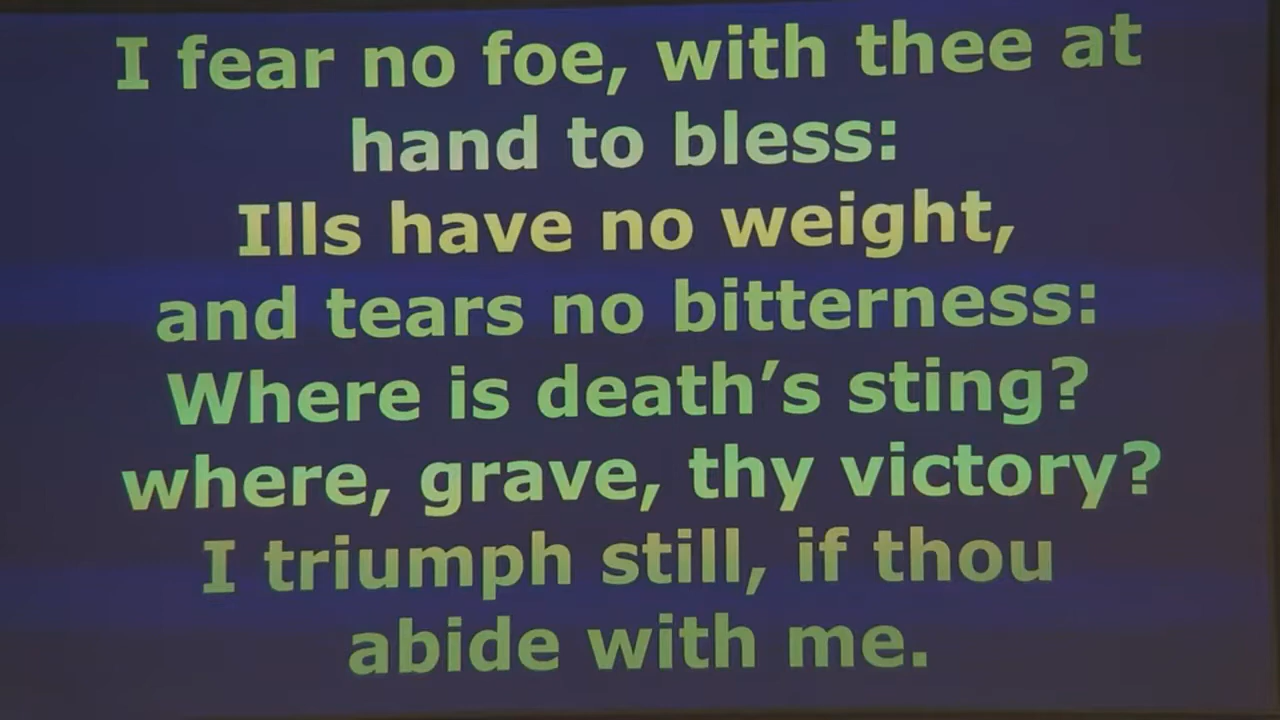 I fear no foe, with thee at
hand to bless:
Ills have no weight,
and tears no bitterness:
Where is death’s sting?
where, grave, thy victory?
I triumph still, if thou
abide with me.